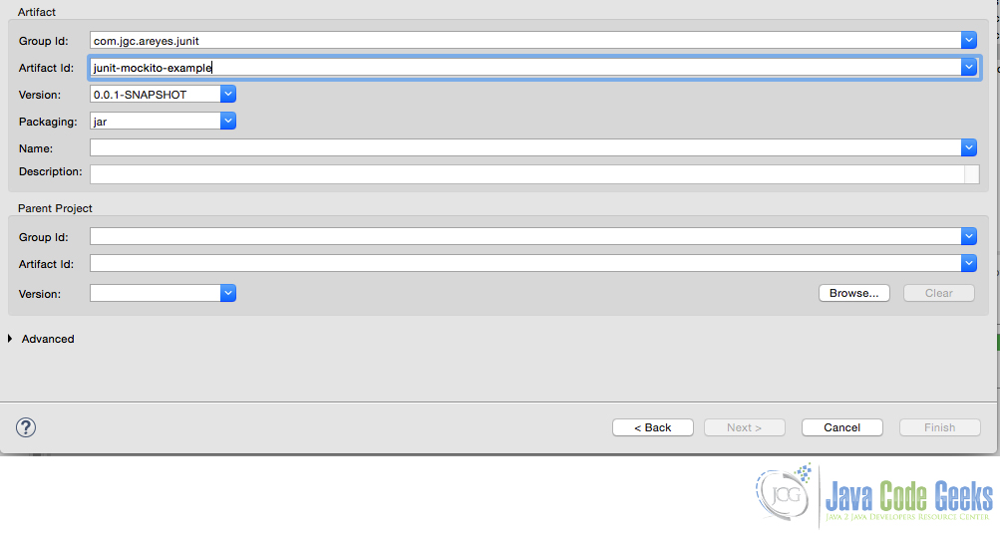 Artifact
Group Id: com.jgc.areyes.junit
Artifact Id: junit-mockito-example
Version: 0.0.1-SNAPSHOT
Packaging: jar
Name:
Description:
Parent Project
Group Id:
Artifact Id:
Version: Browse... Clear
Advanced
? < Back Next > Cancel Finish
JCG Java Code Geeks
JAVA 2 JAVA DEVELOPERS RESOURCE CENTER